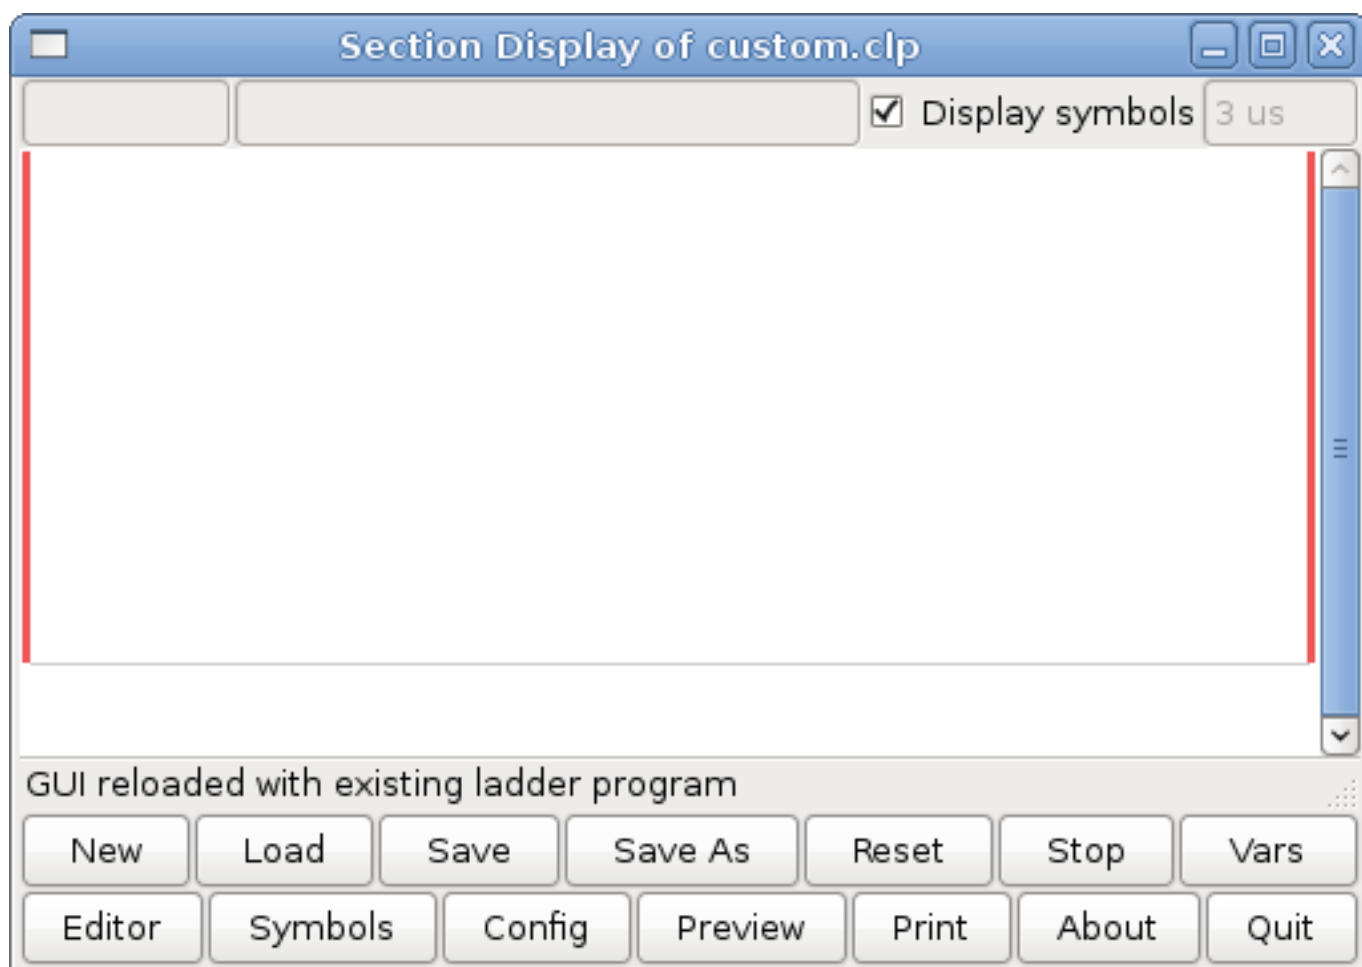 Section Display of custom.clp
Display symbols 3 us
GUI reloaded with existing ladder program
New Load Save Save As Reset Stop Vars
Editor Symbols Config Preview Print About Quit